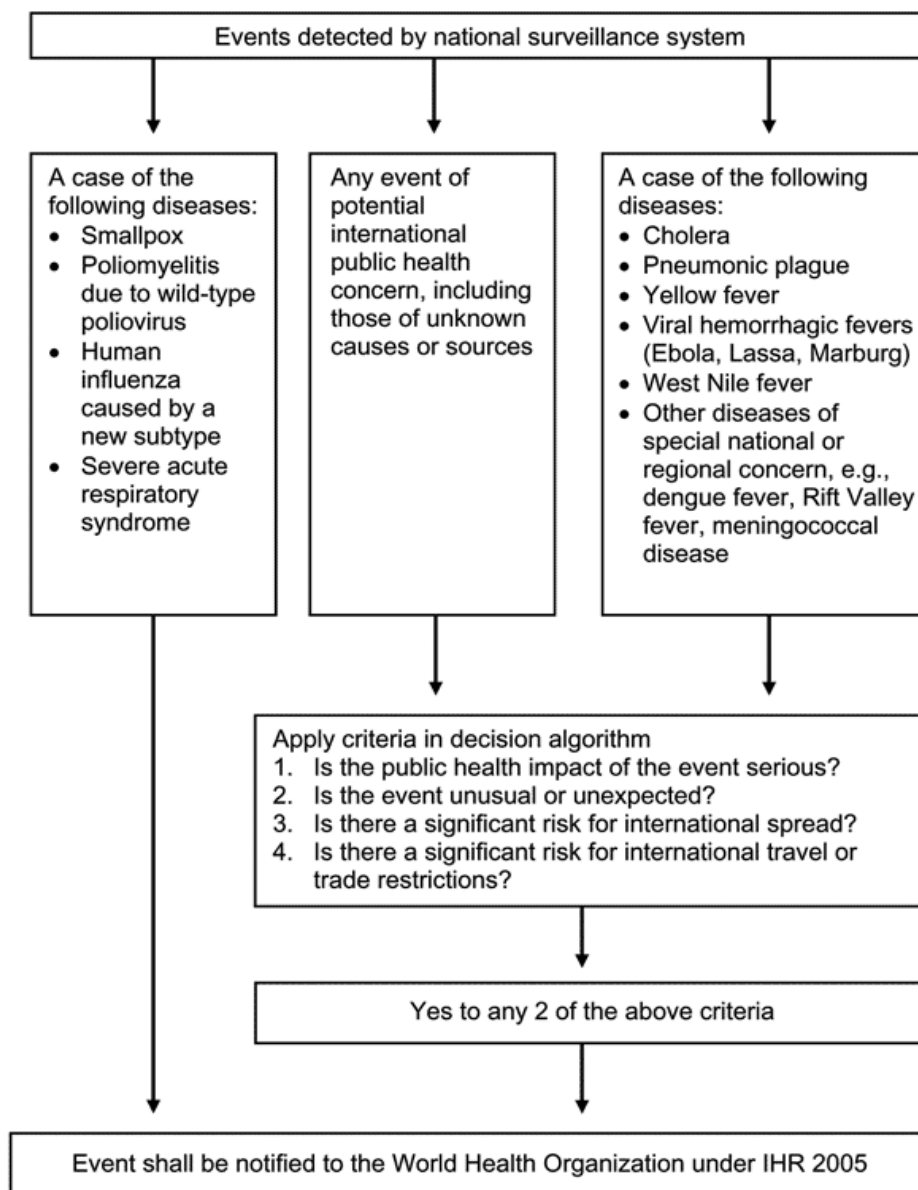 Events detected by national surveillance system
A case of the
following diseases:
• Smallpox
• Poliomyelitis
due to wild-type
poliovirus
• Human
influenza
caused by a
new subtype
• Severe acute
respiratory
syndrome
Any event of
potential
international
public health
concern, including
those of unknown
causes or sources
A case of the following
diseases:
• Cholera
• Pneumonic plague
• Yellow fever
• Viral hemorrhagic fevers
(Ebola, Lassa, Marburg)
• West Nile fever
• Other diseases of
special national or
regional concern, e.g.,
dengue fever, Rift Valley
fever, meningococcal
disease
Apply criteria in decision algorithm
1. Is the public health impact of the event serious?
2. Is the event unusual or unexpected?
3. Is there a significant risk for international spread?
4. Is there a significant risk for international travel or
trade restrictions?
Yes to any 2 of the above criteria
Event shall be notified to the World Health Organization under IHR 2005